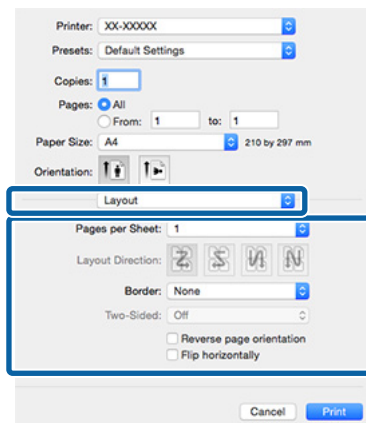 Printer: XX-XXXXX
Presets: Default Settings
Copies: 1
Pages: All
From: 1 to: 1
Paper Size: A4 210 by 297 mm
Orientation:
Layout
Pages per Sheet: 1
Layout Direction:
Border: None
Two-Sided: Off
Reverse page orientation
Flip horizontally
Cancel Print